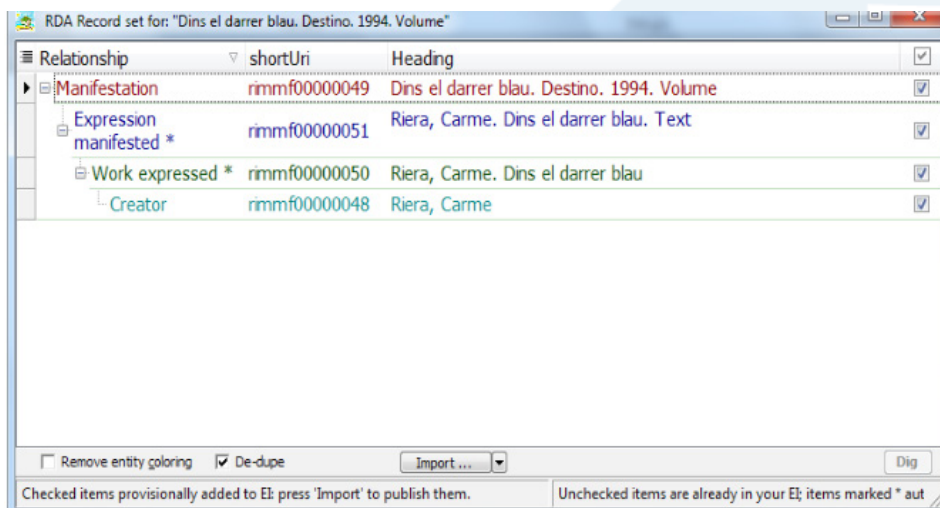 RDA Record set for: "Dins el darrer blau. Destino. 1994. Volume"
Relationship shortUri Heading
Manifestation rimmf00000049 Dins el darrer blau. Destino. 1994. Volume
Expression manifested * rimmf00000051 Riera, Carme. Dins el darrer blau. Text
Work expressed * rimmf00000050 Riera, Carme. Dins el darrer blau
Creator rimmf00000048 Riera, Carme
Remove entity coloring De-dupe Import ... Dig
Checked items provisionally added to EI: press 'Import' to publish them. Unchecked items are already in your EI; items marked * aut